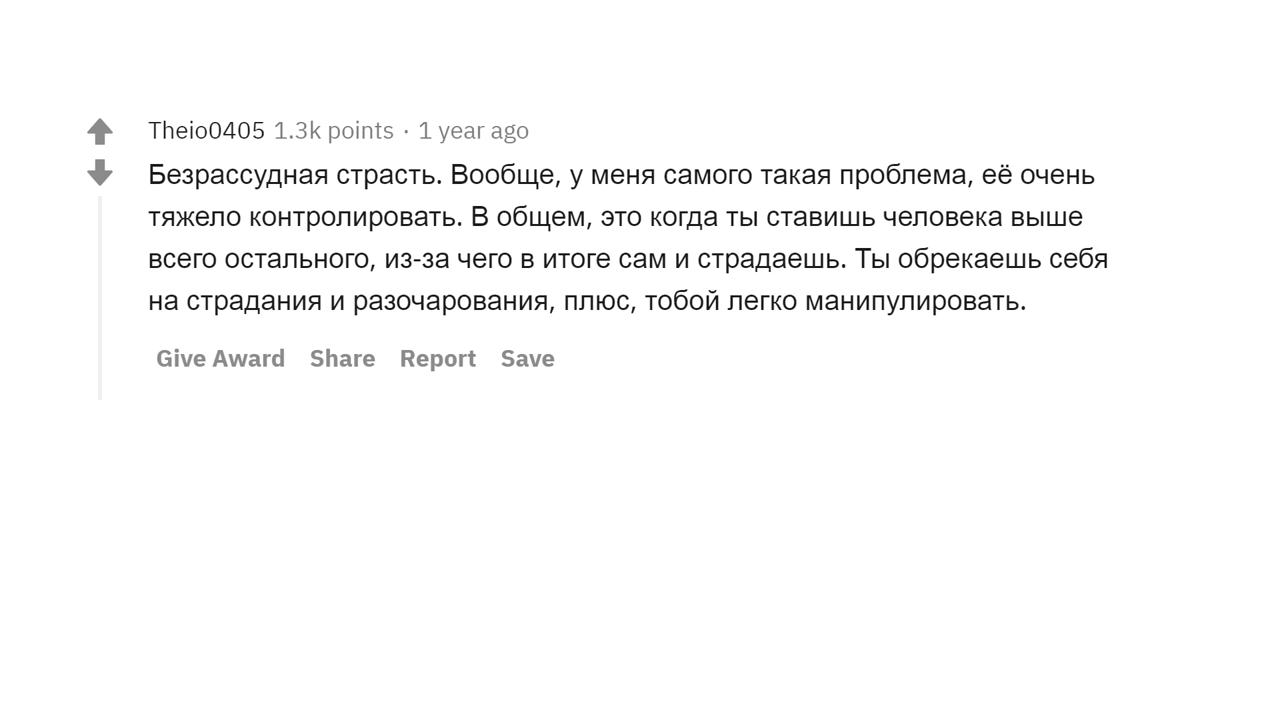 Theio0405 1.3k points · 1 year ago
Безрассудная страсть. Вообще, у меня самого такая проблема, её очень
тяжело контролировать. В общем, это когда ты ставишь человека выше
всего остального, из-за чего в итоге сам и страдаешь. Ты обрекаешь себя
на страдания и разочарования, плюс, тобой легко манипулировать.
Give Award Share Report Save